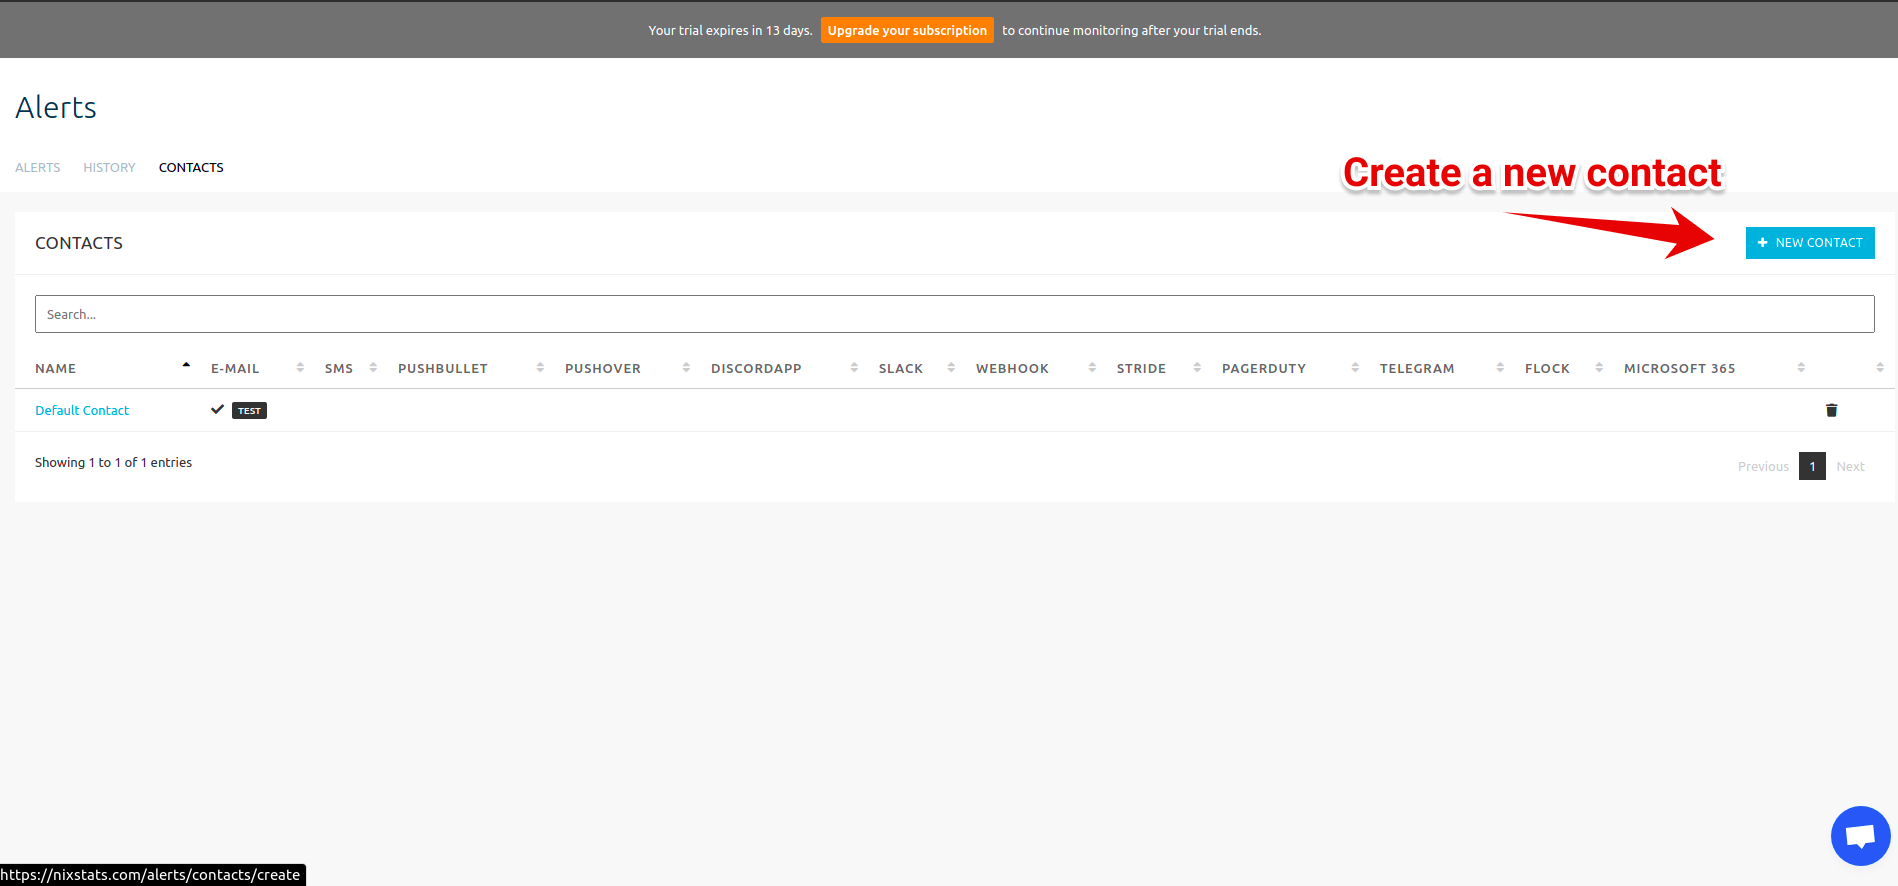 Your trial expires in 13 days. Upgrade your subscription to continue monitoring after your trial ends.
Alerts
ALERTS HISTORY CONTACTS
Create a new contact
CONTACTS
+ NEW CONTACT
Search...
NAME E-MAIL SMS PUSHBULLET PUSHOVER DISCORDAPP SLACK WEBHOOK STRIDE PAGERDUTY TELEGRAM FLOCK MICROSOFT 365
Default Contact TEST
Showing 1 to 1 of 1 entries
Previous 1 Next
https://nixstats.com/alerts/contacts/create